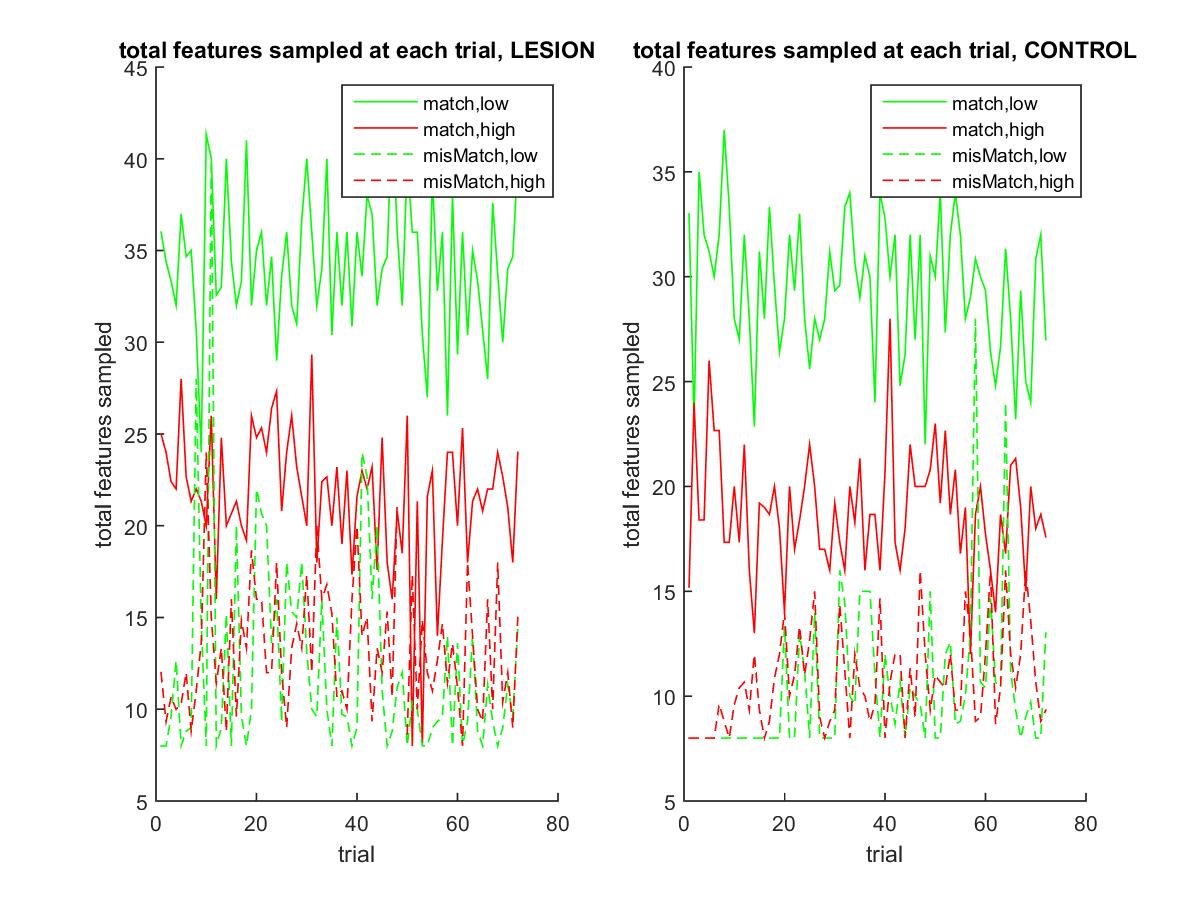 total features sampled at each trial, LESION
45
40
35
30
25
20
15
10
5
0
20
40
60
80
total features sampled
trial
match,low
match,high
misMatch,low
misMatch,high
total features sampled at each trial, CONTROL
40
35
30
25
20
15
10
5
0
20
40
60
80
total features sampled
trial
match,low
match,high
misMatch,low
misMatch,high